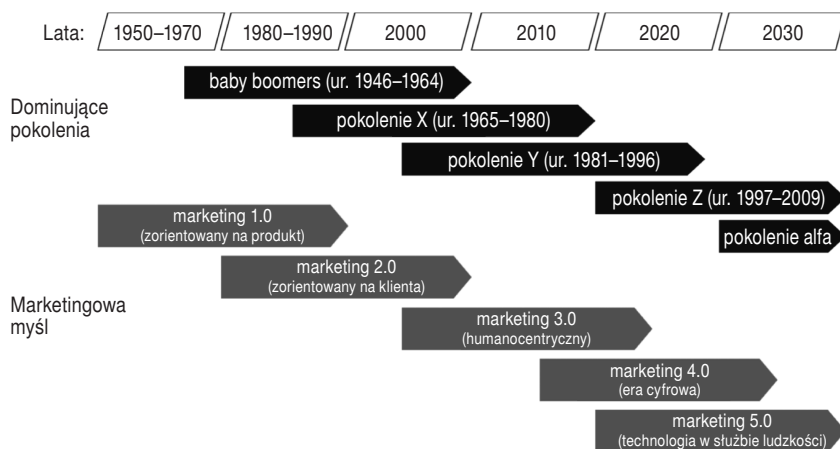 Lata: 1950–1970 1980–1990 2000 2010 2020 2030
Dominujące
pokolenia
baby boomers (ur. 1946–1964)
pokolenie X (ur. 1965–1980)
pokolenie Y (ur. 1981–1996)
pokolenie Z (ur. 1997–2009)
pokolenie alfa
Marketingowa
myśl
marketing 1.0
(zorientowany na produkt)
marketing 2.0
(zorientowany na klienta)
marketing 3.0
(humanocentryczny)
marketing 4.0
(era cyfrowa)
marketing 5.0
(technologia w służbie ludzkości)